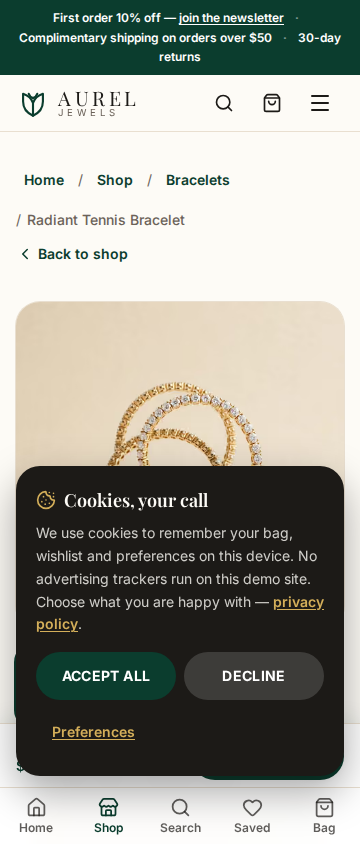 First order 10% off — join the newsletter ·
Complimentary shipping on orders over $50 · 30-day
returns
AUREL
JEWELS
Home / Shop / Bracelets
/ Radiant Tennis Bracelet
Back to shop
Cookies, your call
We use cookies to remember your bag,
wishlist and preferences on this device. No
advertising trackers run on this demo site.
Choose what you are happy with — privacy
policy.
ACCEPT ALL DECLINE
Preferences
Home Shop Search Saved Bag